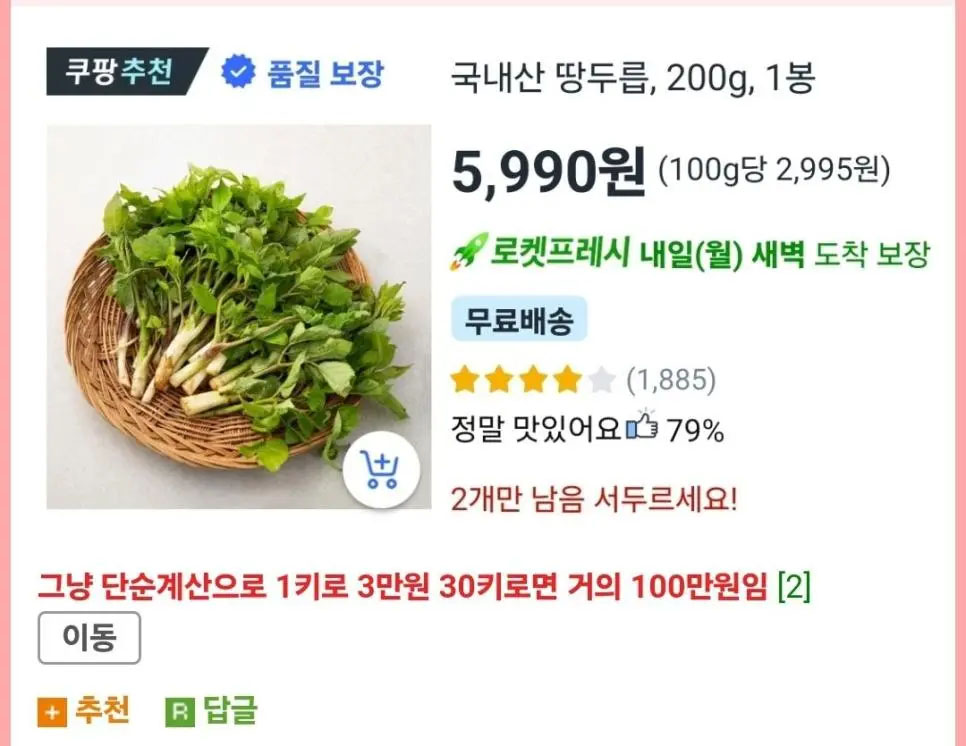 쿠팡추천 품질 보장
국내산 땅두릅, 200g, 1봉
5,990원 (100g당 2,995원)
로켓프레시 내일(월) 새벽 도착 보장
무료배송
(1,885)
정말 맛있어요 79%
2개만 남음 서두르세요!
그냥 단순계산으로 1키로 3만원 30키로면 거의 100만원임 [2]
이동
+ 추천 R 답글